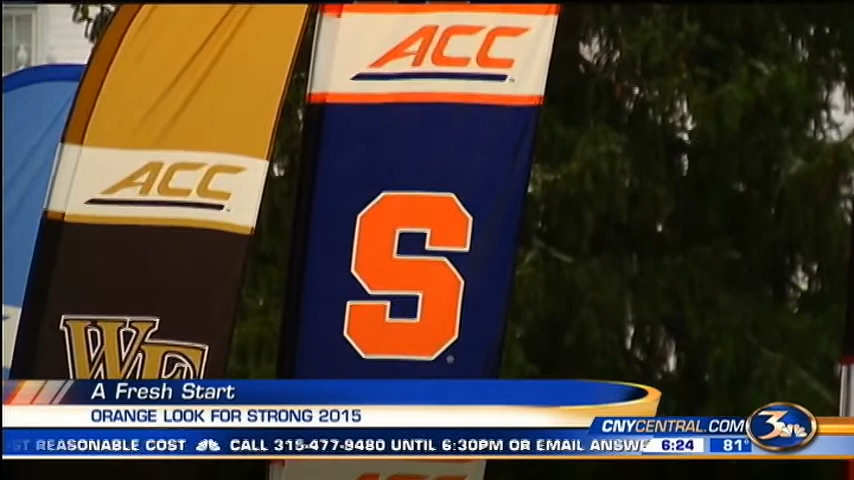 ACC
ACC
S
WF
A Fresh Start
ORANGE LOOK FOR STRONG 2015
CNYCENTRAL.COM
3
ST REASONABLE COST CALL 315-477-9480 UNTIL 6:30PM OR EMAIL ANSWE
6:24 81°
ACC